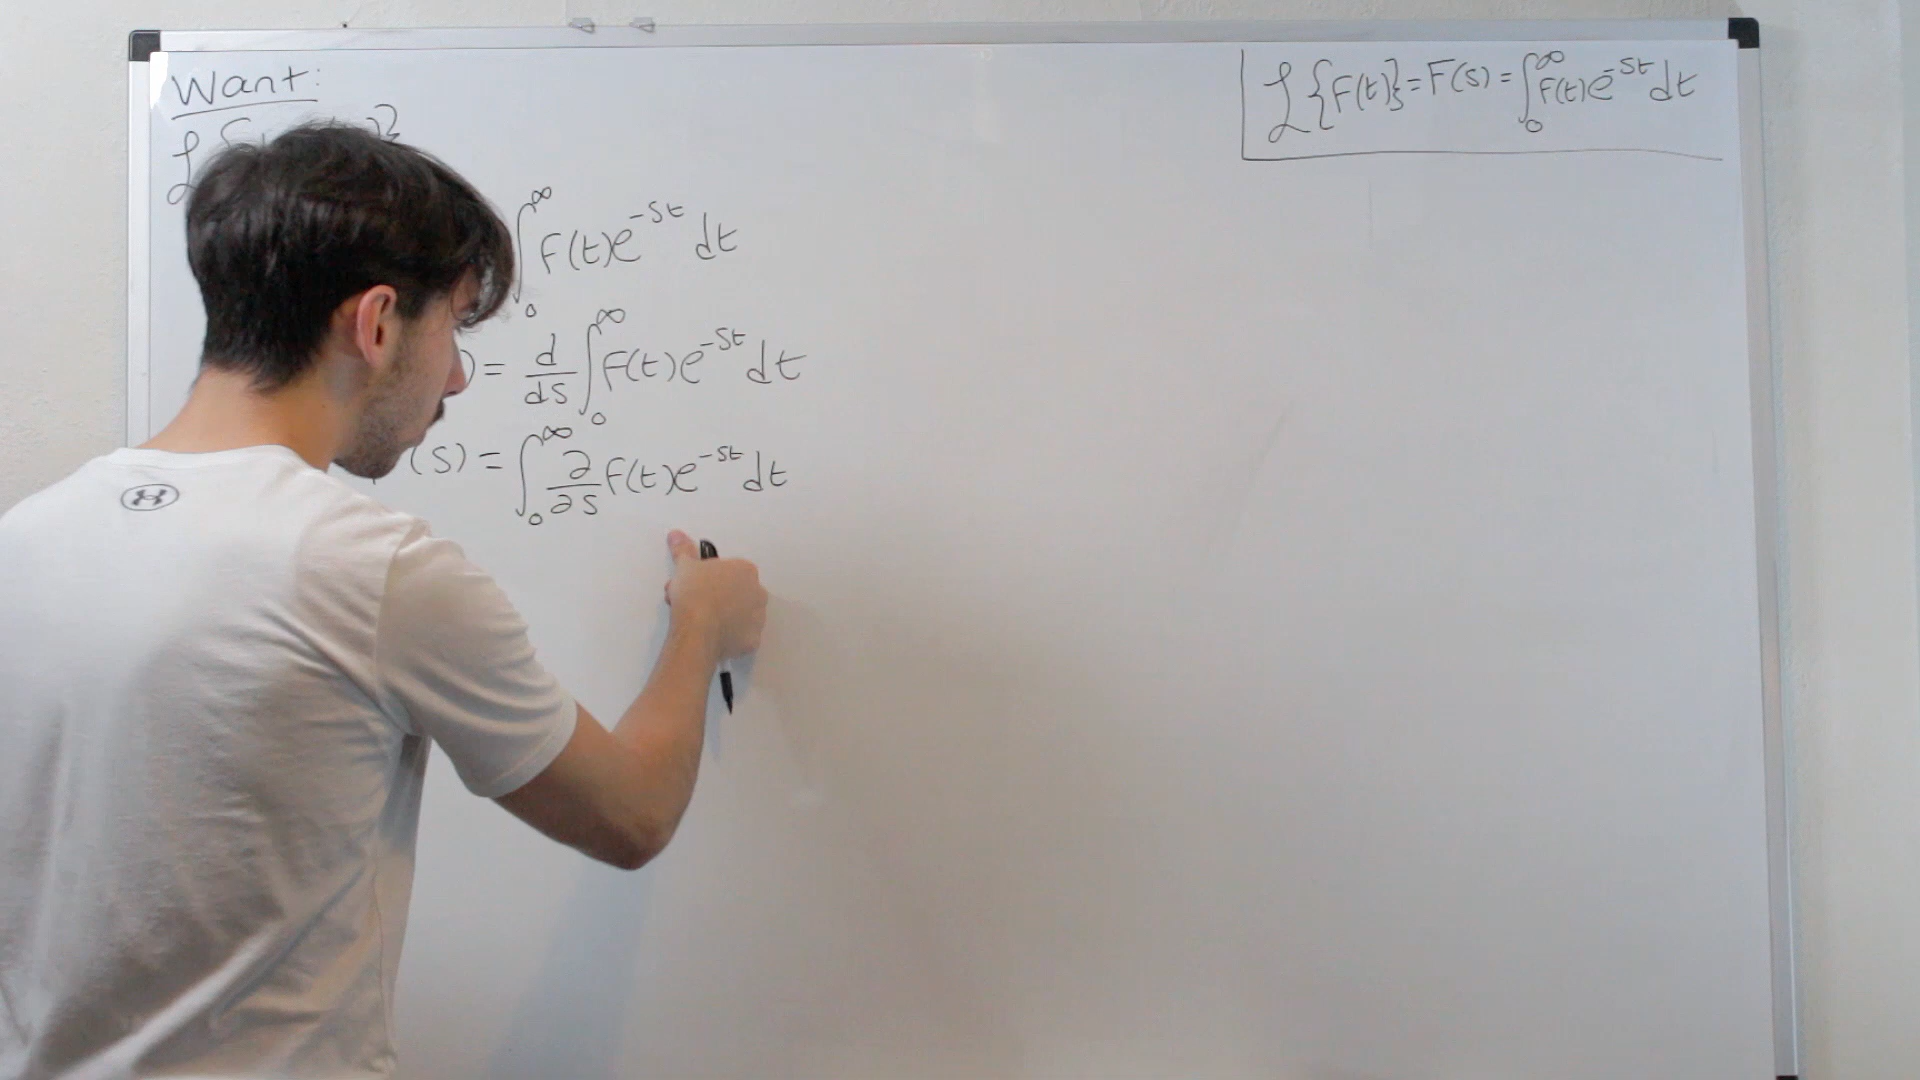 Want:
ℒ{F(t)} = F(s) = ∫₀^∞ F(t)e^{-st} dt
ℒ{ )}
∫₀^∞ F(t)e^{-st} dt
) = d/ds ∫₀^∞ F(t)e^{-st} dt
(s) = ∫₀^∞ ∂/∂s F(t)e^{-st} dt